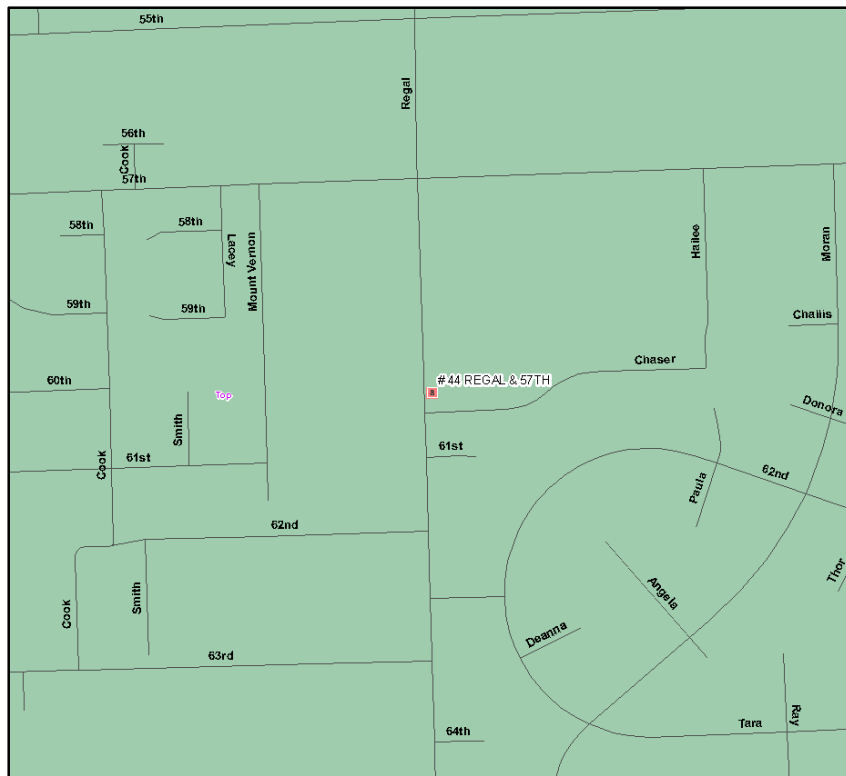 55th
Regal
56th
Cook
57th
58th
58th
Lacey
Mount Vernon
Hailee
Moran
59th
59th
Challis
Chaser
60th
# 44 REGAL & 57TH
Top
Donora
Smith
61st
61st
Cook
62nd
Paula
62nd
Thor
Angela
Smith
Cook
Deanna
63rd
Ray
Tara
64th